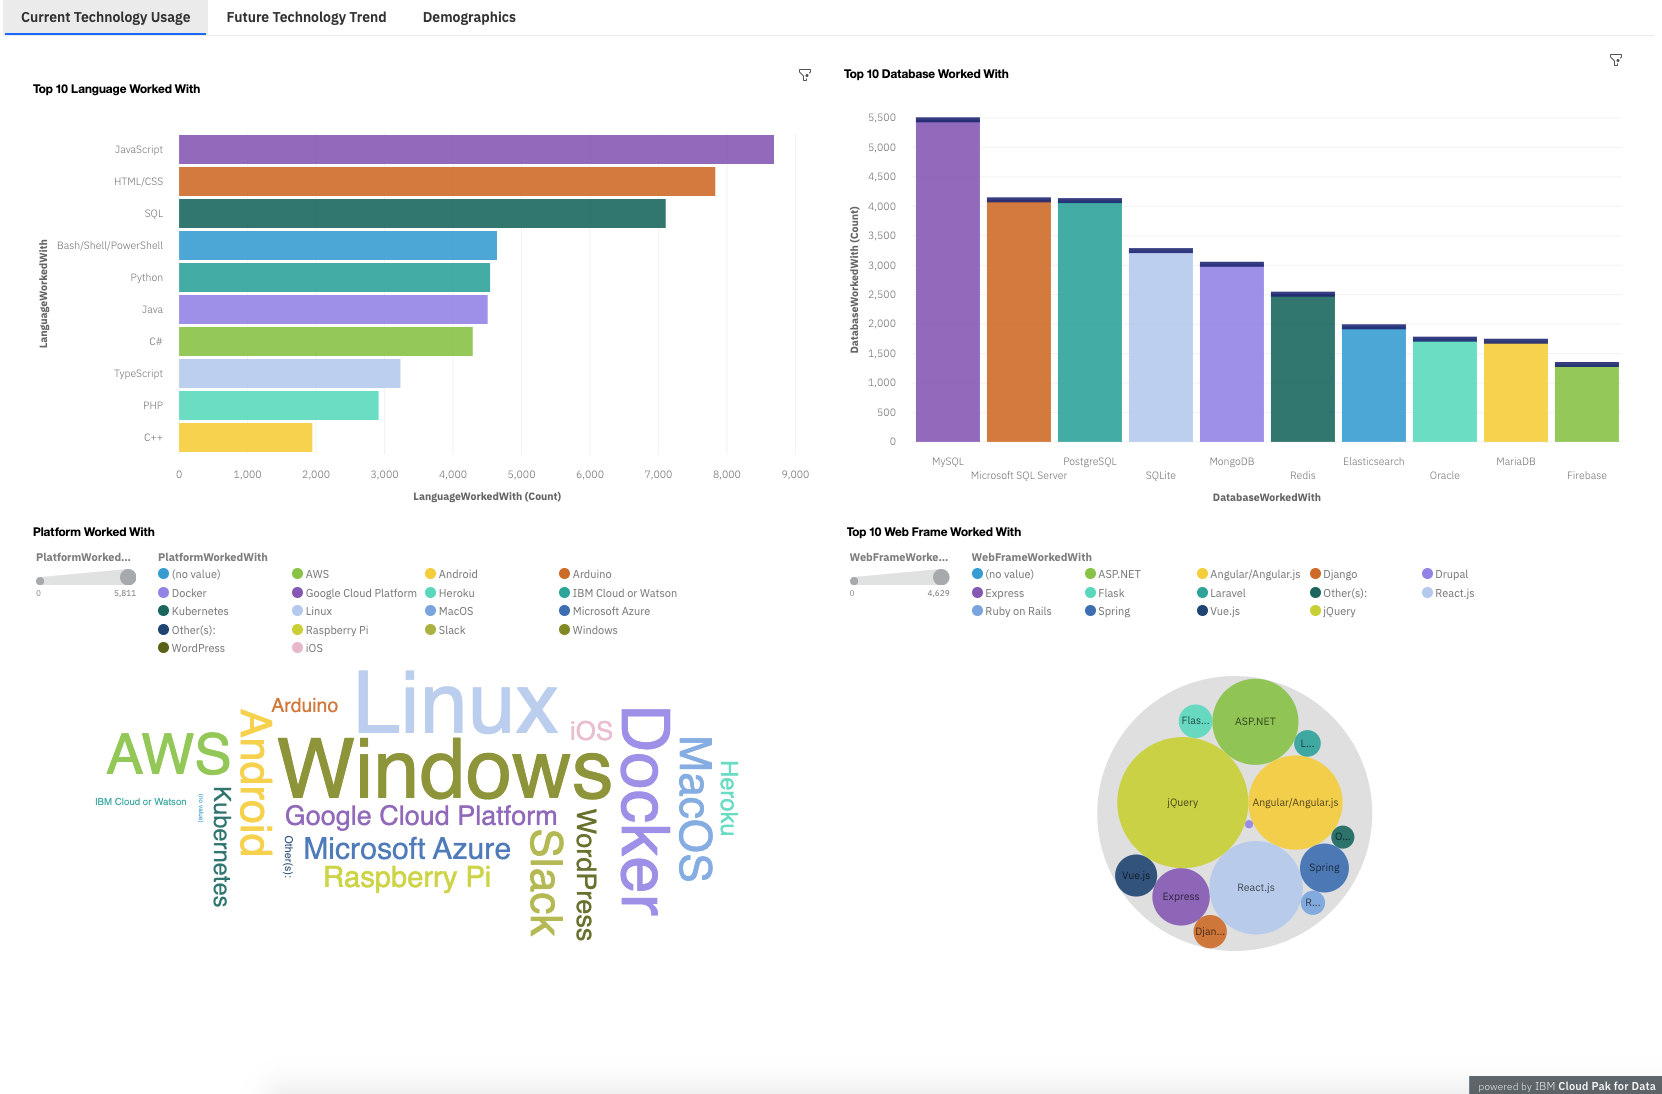 Current Technology Usage
Future Technology Trend
Demographics
Top 10 Language Worked With
LanguageWorkedWith
JavaScript
HTML/CSS
SQL
Bash/Shell/PowerShell
Python
Java
C#
TypeScript
PHP
C++
0 1,000 2,000 3,000 4,000 5,000 6,000 7,000 8,000 9,000
LanguageWorkedWith (Count)
Top 10 Database Worked With
DatabaseWorkedWith (Count)
5,500
5,000
4,500
4,000
3,500
3,000
2,500
2,000
1,500
1,000
500
0
MySQL PostgreSQL MongoDB Elasticsearch MariaDB
Microsoft SQL Server SQLite Redis Oracle Firebase
DatabaseWorkedWith
Platform Worked With
PlatformWorked...
0 5,811
PlatformWorkedWith
(no value) AWS Android Arduino
Docker Google Cloud Platform Heroku IBM Cloud or Watson
Kubernetes Linux MacOS Microsoft Azure
Other(s): Raspberry Pi Slack Windows
WordPress iOS
Linux
Arduino
iOS
AWS
Android
Windows
Docker
MacOS
Heroku
IBM Cloud or Watson
(no value)
Kubernetes
Google Cloud Platform
Other(s):
Microsoft Azure
Raspberry Pi
Slack
WordPress
Top 10 Web Frame Worked With
WebFrameWorke...
0 4,629
WebFrameWorkedWith
(no value) ASP.NET Angular/Angular.js Django Drupal
Express Flask Laravel Other(s): React.js
Ruby on Rails Spring Vue.js jQuery
Flas...
ASP.NET
L...
jQuery
Angular/Angular.js
O...
Spring
Vue.js
React.js
Express
R...
Djan...
powered by IBM Cloud Pak for Data